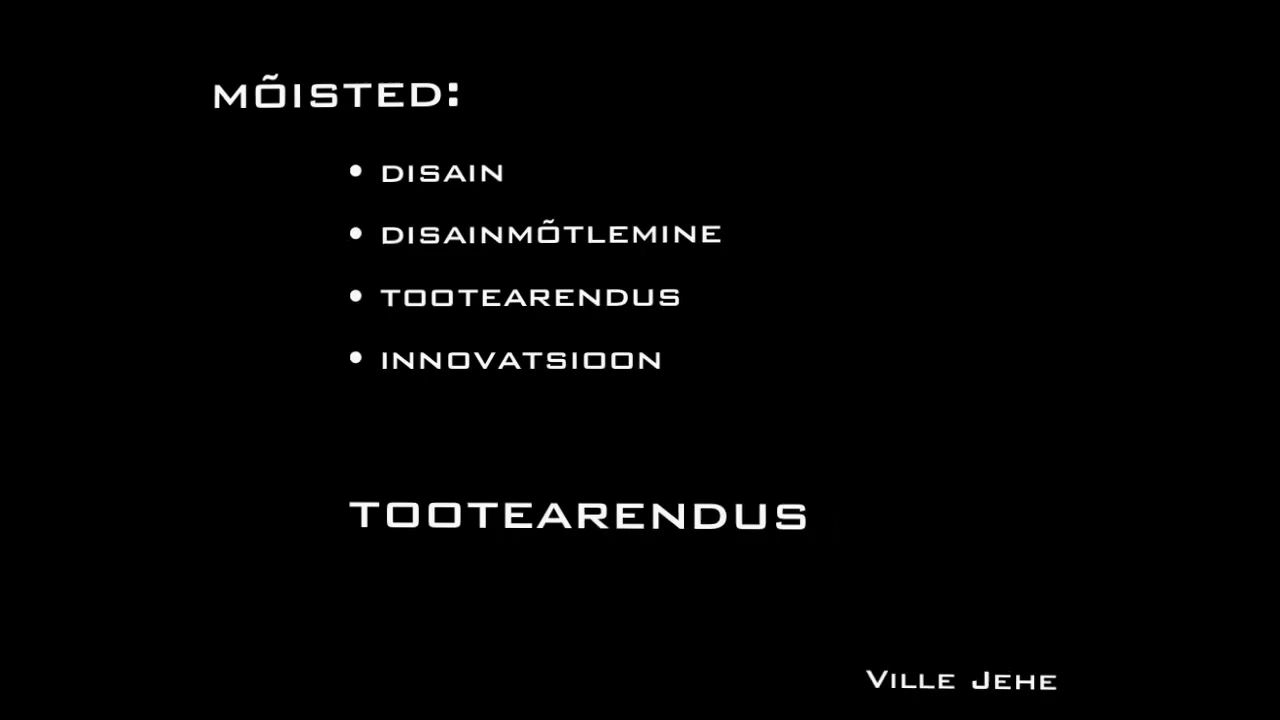 MÕISTED:
• DISAIN
• DISAINMÕTLEMINE
• TOOTEARENDUS
• INNOVATSIOON
TOOTEARENDUS
VILLE JEHE